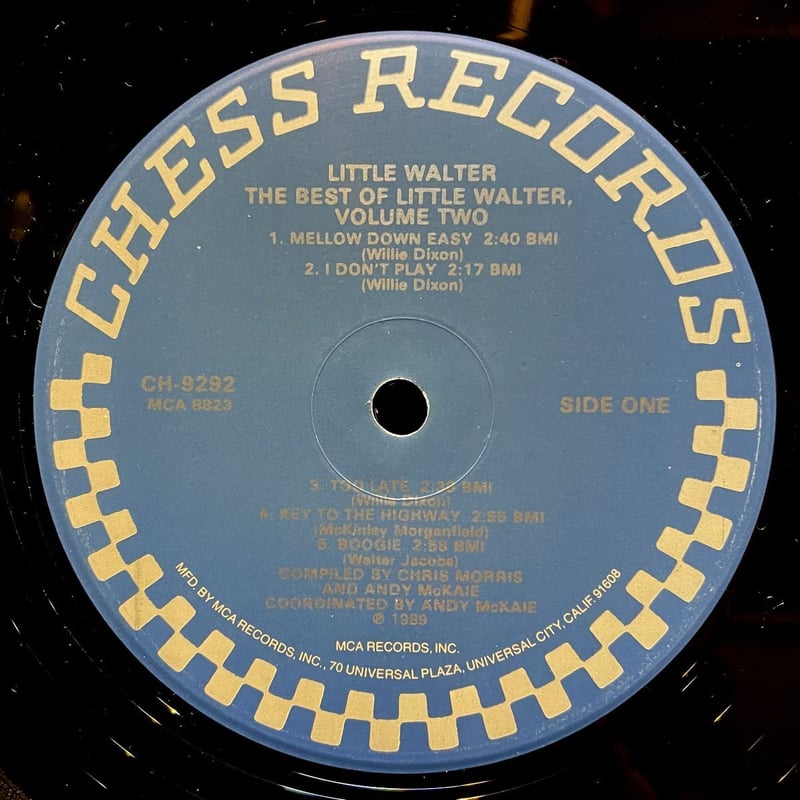 CHESS RECORDS
LITTLE WALTER
THE BEST OF LITTLE WALTER,
VOLUME TWO
1. MELLOW DOWN EASY 2:40 BMI
(Willie Dixon)
2. I DON'T PLAY 2:17 BMI
(Willie Dixon)
CH-9292
MCA 8823
SIDE ONE
3. TOO LATE BMI
(Willie Dixon)
4. KEY TO THE HIGHWAY 2:55 BMI
(McKinley Morganfield)
5. BOOGIE 2:58 BMI
(Walter Jacobs)
COMPILED BY CHRIS MORRIS
AND ANDY McKAIE
COORDINATED BY ANDY McKAIE
℗ 1989
MCA RECORDS, INC.
MFD. BY MCA RECORDS, INC., 70 UNIVERSAL PLAZA, UNIVERSAL CITY, CALIF. 91608